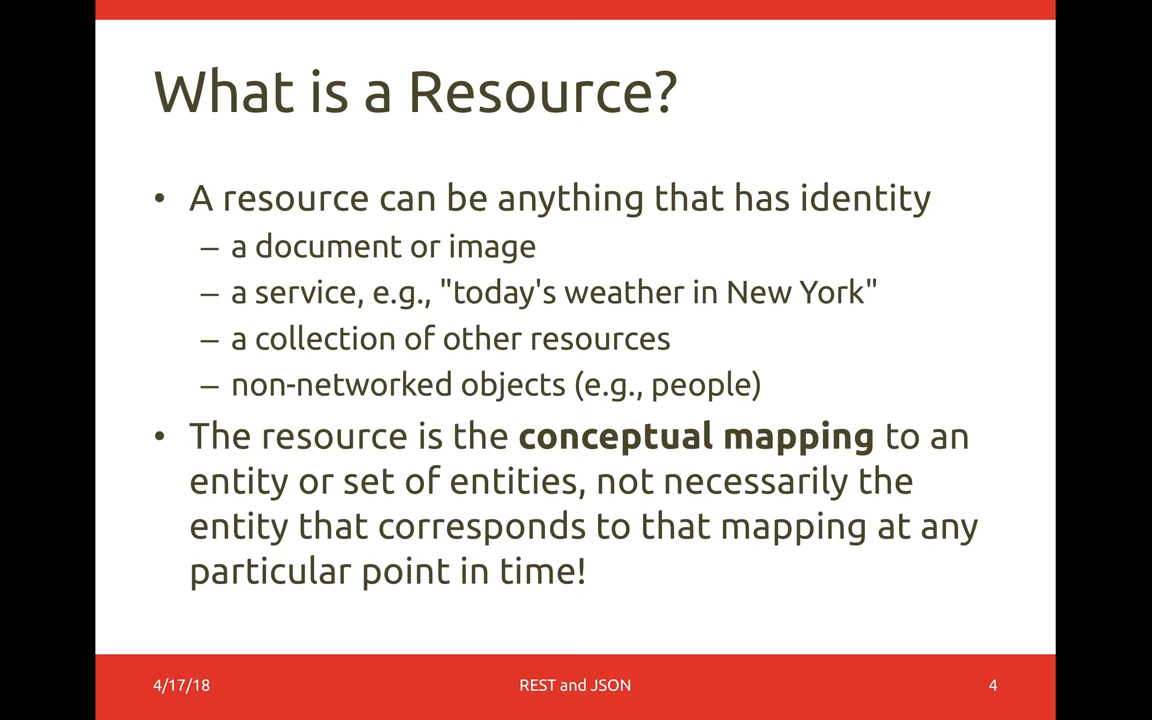 What is a Resource?
• A resource can be anything that has identity
– a document or image
– a service, e.g., "today's weather in New York"
– a collection of other resources
– non-networked objects (e.g., people)
• The resource is the conceptual mapping to an
entity or set of entities, not necessarily the
entity that corresponds to that mapping at any
particular point in time!
4/17/18
REST and JSON
4